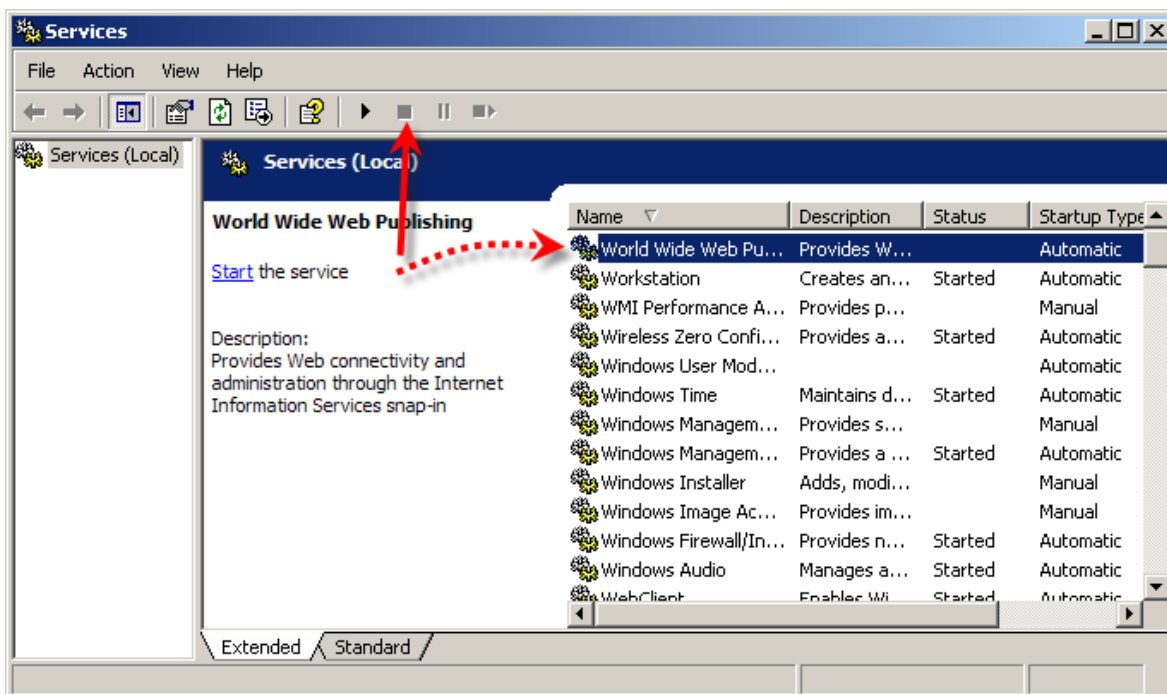 Services
File Action View Help
Services (Local)
Services (Local)
World Wide Web Publishing
Start the service
Description:
Provides Web connectivity and
administration through the Internet
Information Services snap-in
Name Description Status Startup Type
World Wide Web Pu... Provides W... Automatic
Workstation Creates an... Started Automatic
WMI Performance A... Provides p... Manual
Wireless Zero Confi... Provides a... Started Automatic
Windows User Mod... Automatic
Windows Time Maintains d... Started Automatic
Windows Managem... Provides s... Manual
Windows Managem... Provides a ... Started Automatic
Windows Installer Adds, modi... Manual
Windows Image Ac... Provides im... Manual
Windows Firewall/In... Provides n... Started Automatic
Windows Audio Manages a... Started Automatic
WebClient Enables Wi... Started Automatic
Extended Standard